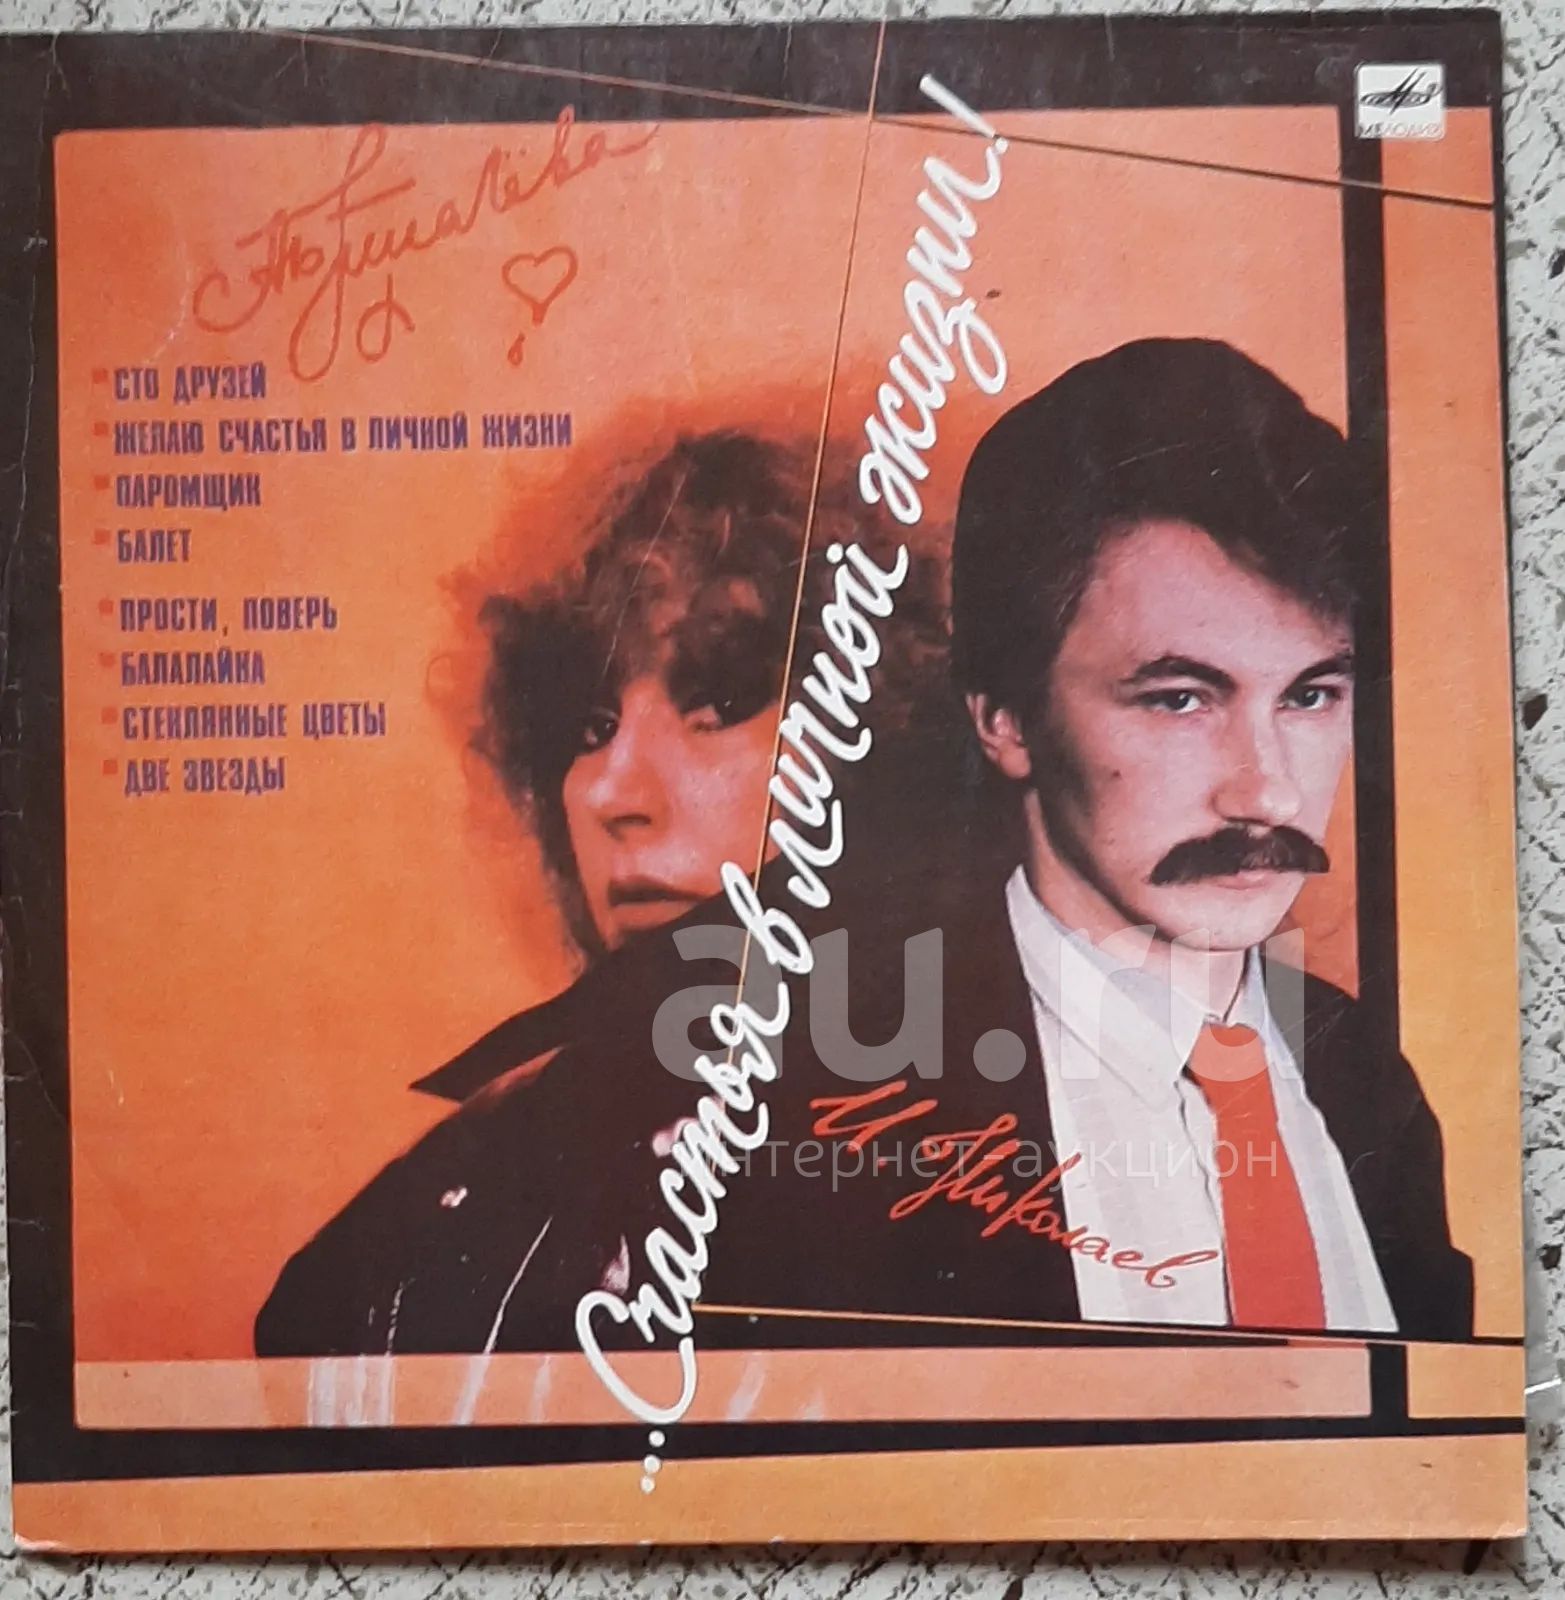 МЕЛОДИЯ
А. Пугачёва
СТО ДРУЗЕЙ
ЖЕЛАЮ СЧАСТЬЯ В ЛИЧНОЙ ЖИЗНИ
ПАРОМЩИК
БАЛЕТ
ПРОСТИ, ПОВЕРЬ
БАЛАЛАЙКА
СТЕКЛЯННЫЕ ЦВЕТЫ
ДВЕ ЗВЕЗДЫ
...Счастья в личной жизни!
И. Николаев
au.ru
интернет-аукцион